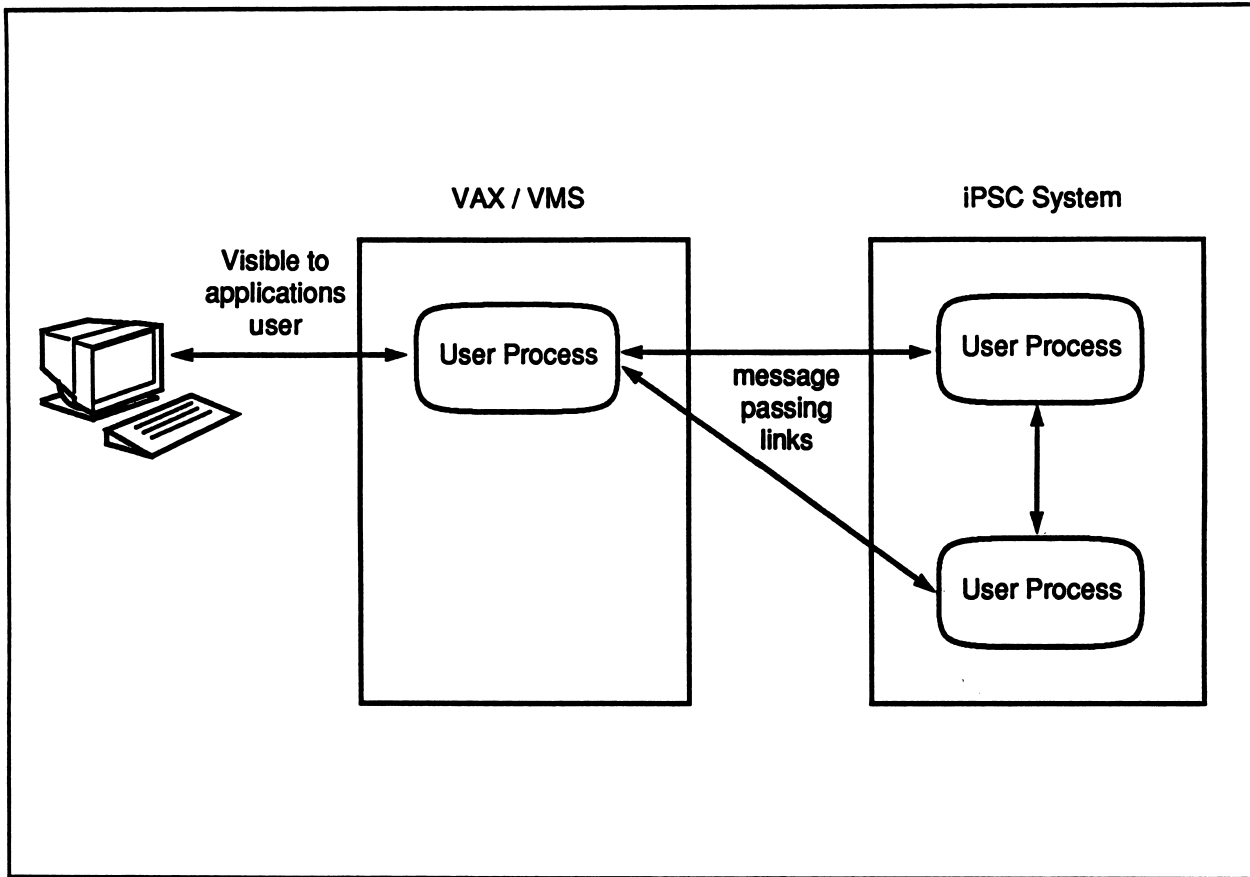 VAX / VMS
iPSC System
Visible to
applications
user
User Process
message
passing
links
User Process
User Process